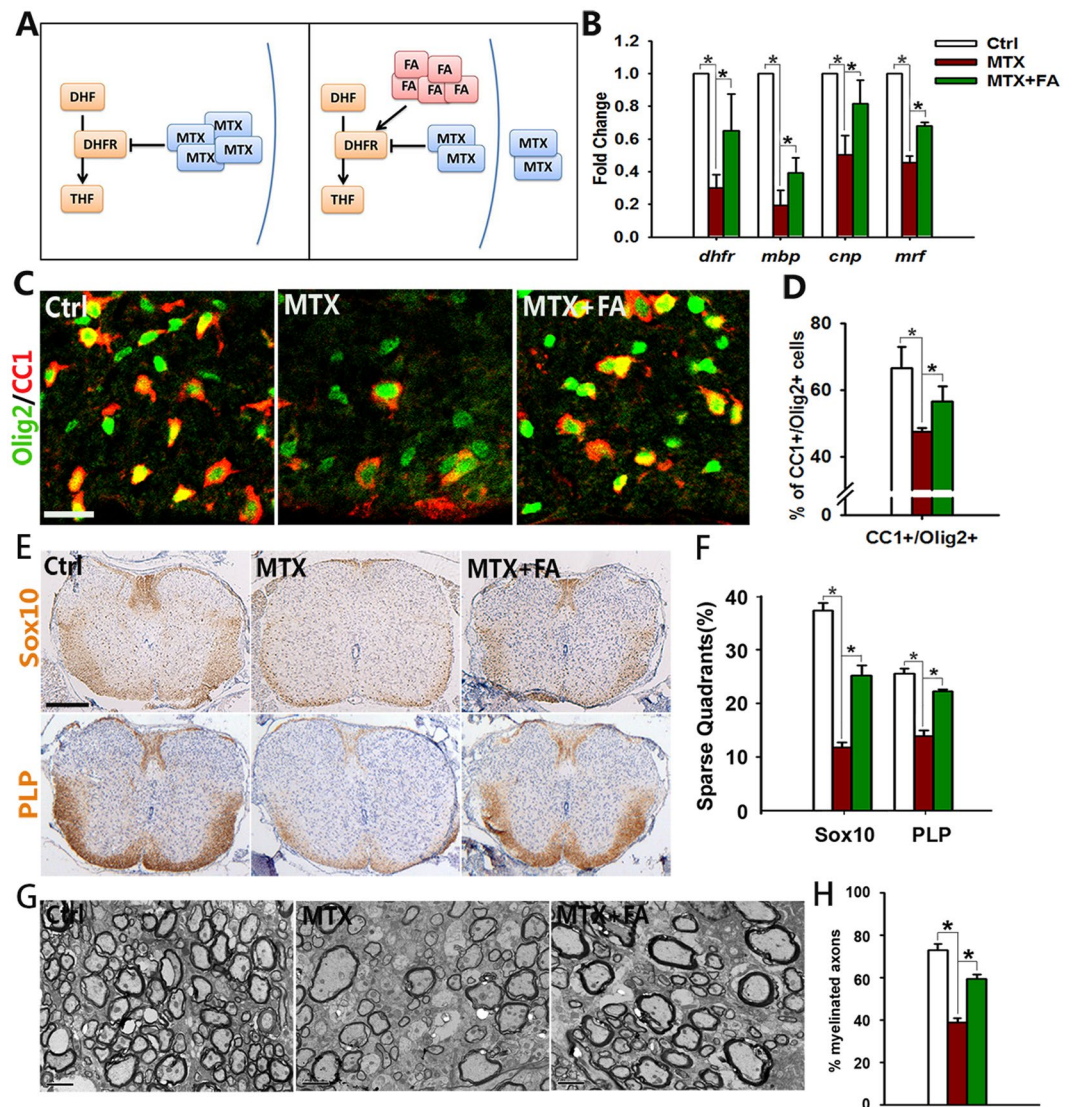 A
DHF
DHFR
THF
MTX
MTX
MTX
MTX
FA
FA
FA
FA
FA
DHF
DHFR
THF
MTX
MTX
MTX
MTX
B
Fold Change
1.2
1.0
0.8
0.6
0.4
0.2
0.0
* * * * * * * *
dhfr mbp cnp mrf
Ctrl
MTX
MTX+FA
C
Olig2/CC1
Ctrl
MTX
MTX+FA
D
% of CC1+/Olig2+ cells
80
60
40
0
* *
CC1+/Olig2+
E
Sox10
Ctrl
MTX
MTX+FA
PLP
F
Sparse Quadrants(%)
40
30
20
10
0
* * * *
Sox10 PLP
G
Ctrl
MTX
MTX+FA
H
% myelinated axons
100
80
60
40
20
0
* *